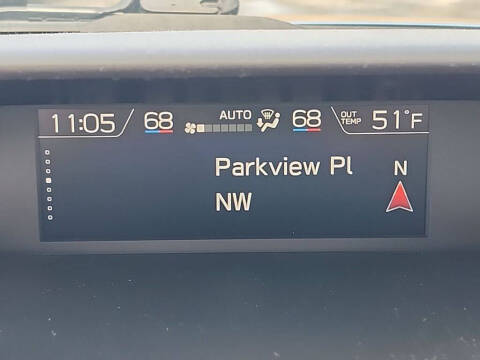 11:05 68 AUTO 68 OUT TEMP 51°F
Parkview Pl N
NW